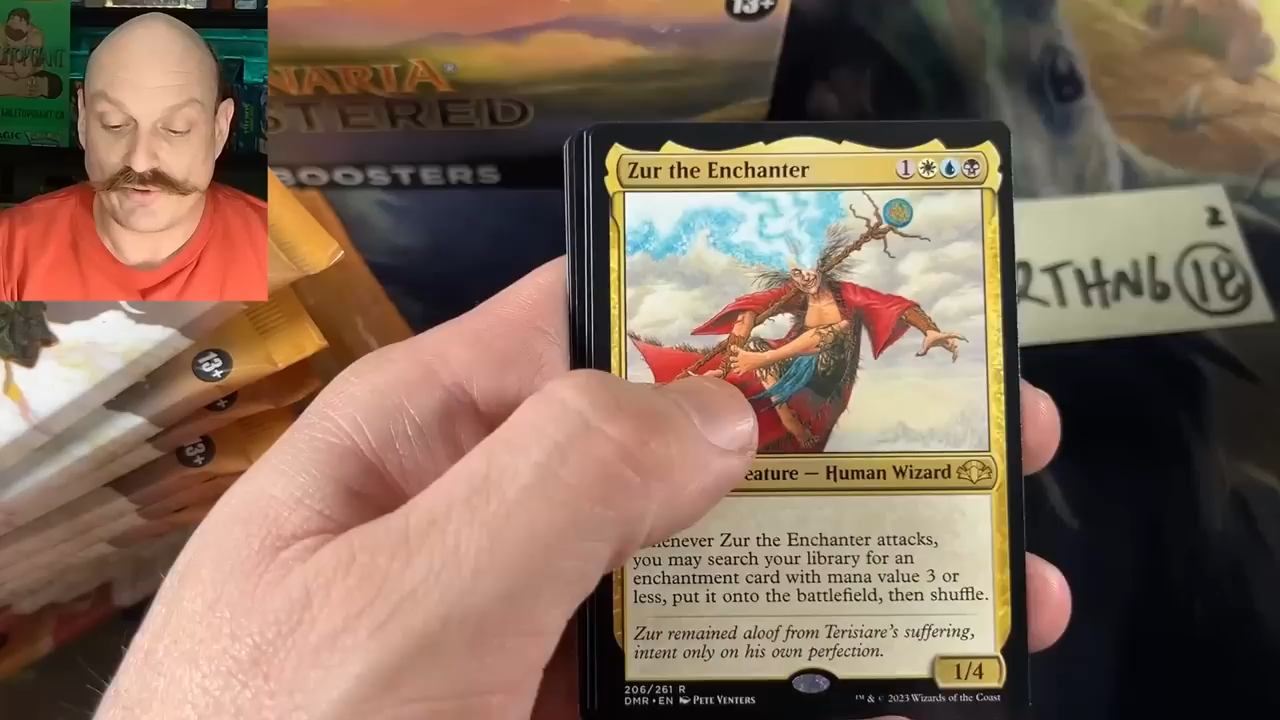 13+
NARIA
STERED
BOOSTERS
Zur the Enchanter 1
2
RTHN6 18
13+
13+
eature — Human Wizard
enever Zur the Enchanter attacks,
you may search your library for an
enchantment card with mana value 3 or
less, put it onto the battlefield, then shuffle.
Zur remained aloof from Terisiare's suffering,
intent only on his own perfection.
1/4
206/261 R
DMR • EN Pete Venters
™ & © 2023 Wizards of the Coast